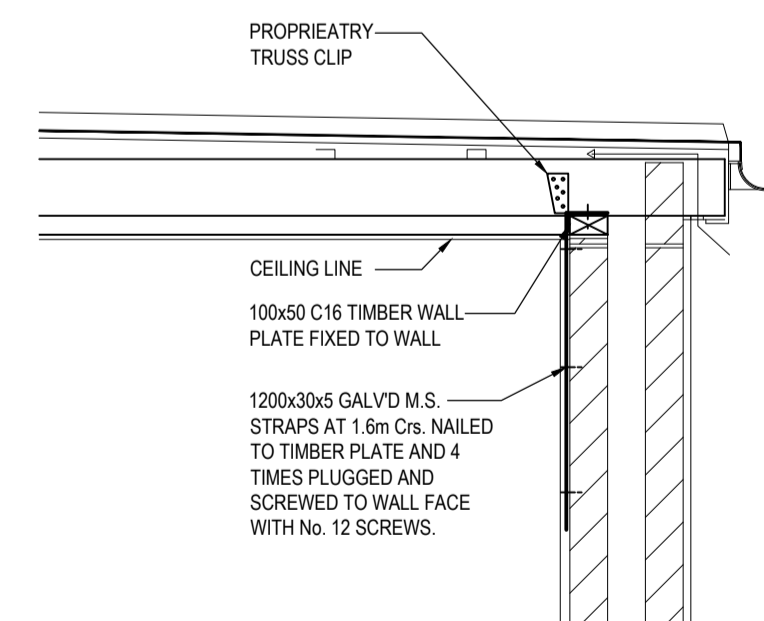 PROPRIEATRY
TRUSS CLIP
CEILING LINE
100x50 C16 TIMBER WALL
PLATE FIXED TO WALL
1200x30x5 GALV'D M.S.
STRAPS AT 1.6m Crs. NAILED
TO TIMBER PLATE AND 4
TIMES PLUGGED AND
SCREWED TO WALL FACE
WITH No. 12 SCREWS.